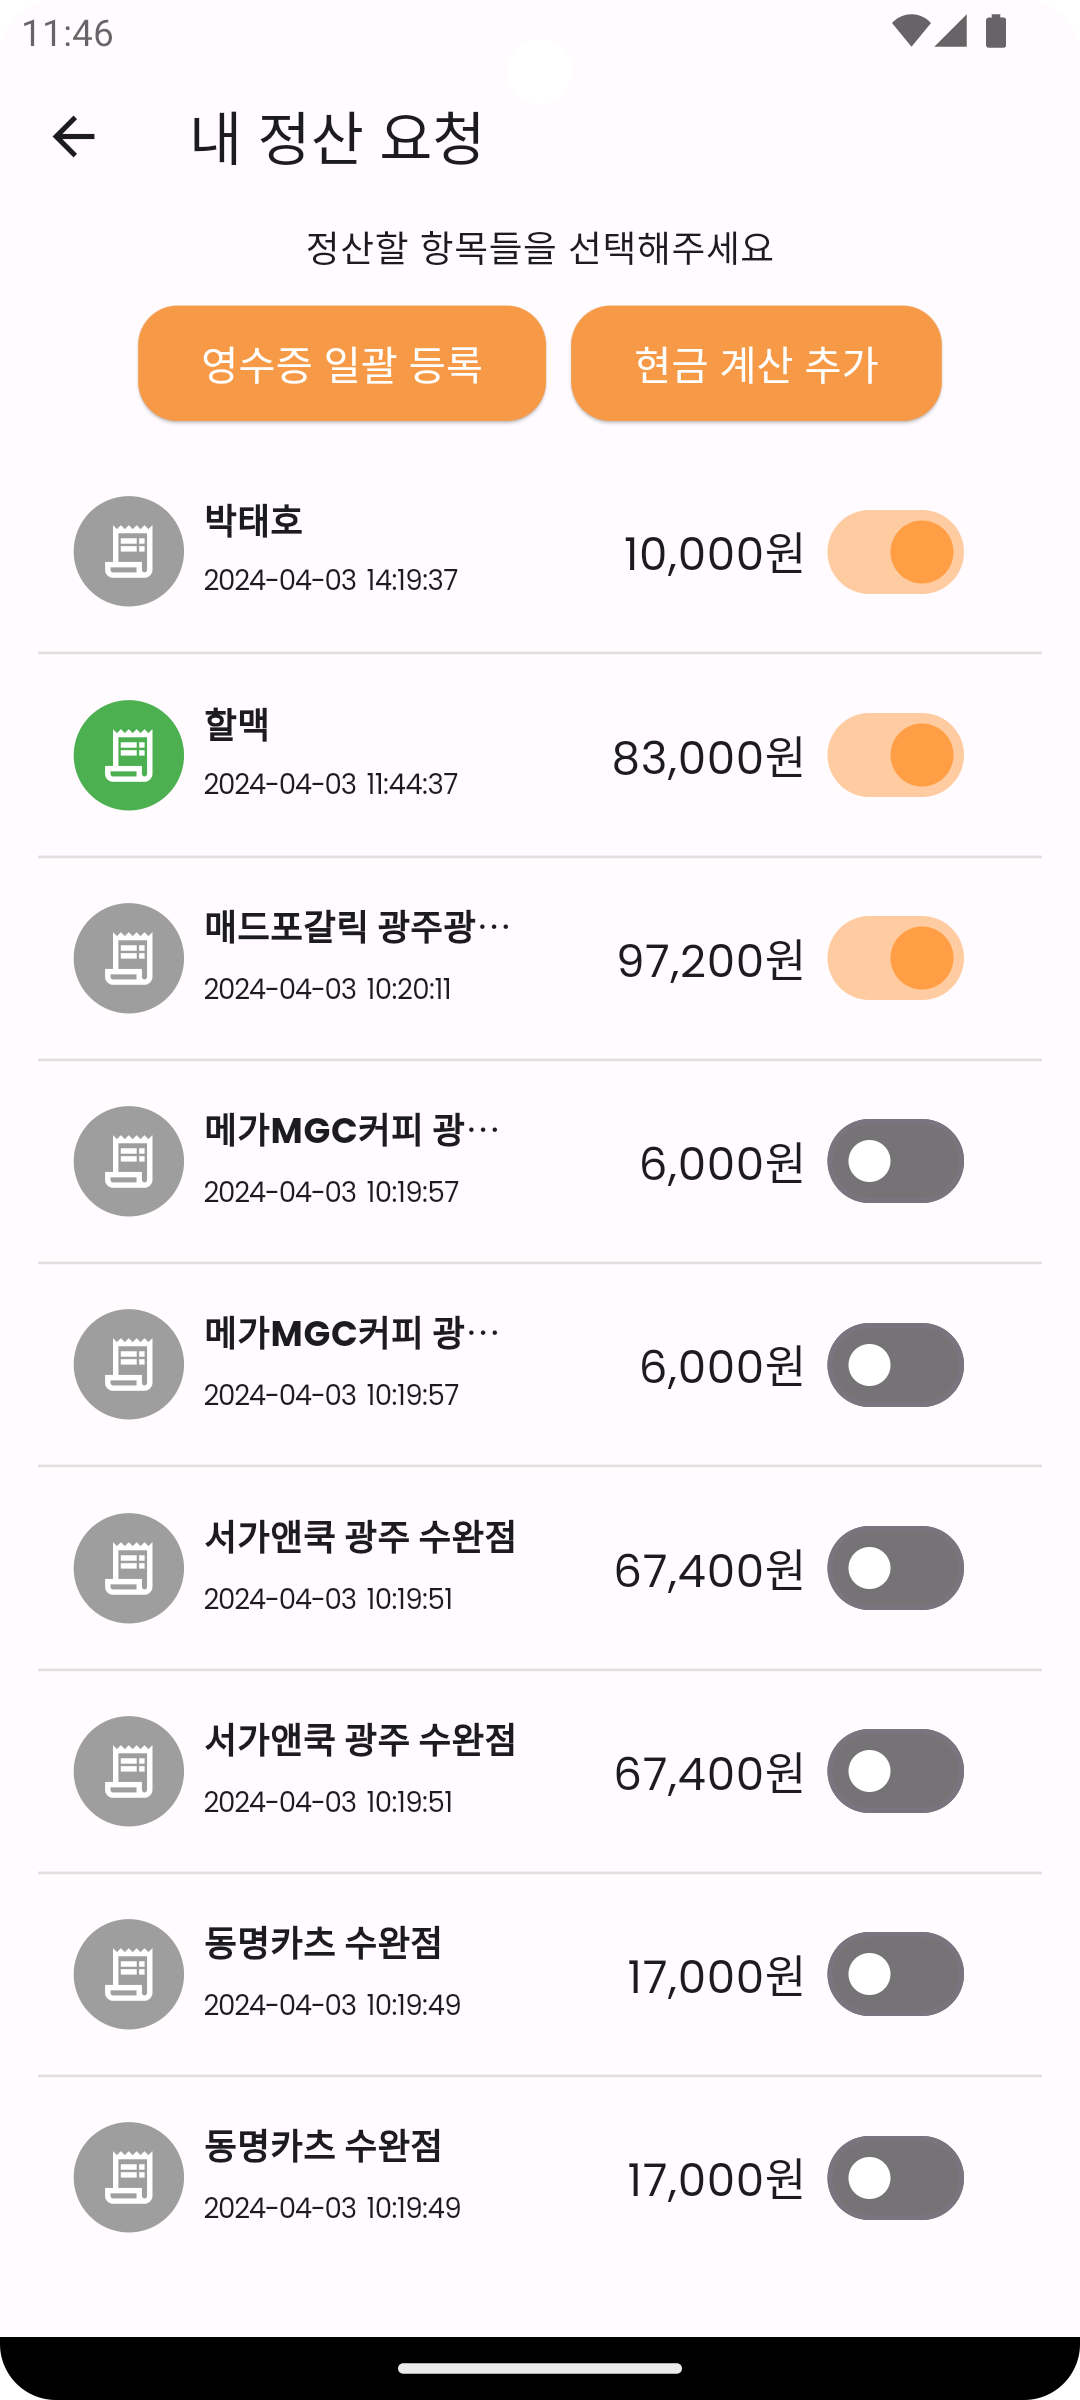 11:46
내 정산 요청
정산할 항목들을 선택해주세요
영수증 일괄 등록
현금 계산 추가
박태호
2024-04-03 14:19:37
10,000원
할맥
2024-04-03 11:44:37
83,000원
매드포갈릭 광주광…
2024-04-03 10:20:11
97,200원
메가MGC커피 광…
2024-04-03 10:19:57
6,000원
메가MGC커피 광…
2024-04-03 10:19:57
6,000원
서가앤쿡 광주 수완점
2024-04-03 10:19:51
67,400원
서가앤쿡 광주 수완점
2024-04-03 10:19:51
67,400원
동명카츠 수완점
2024-04-03 10:19:49
17,000원
동명카츠 수완점
2024-04-03 10:19:49
17,000원